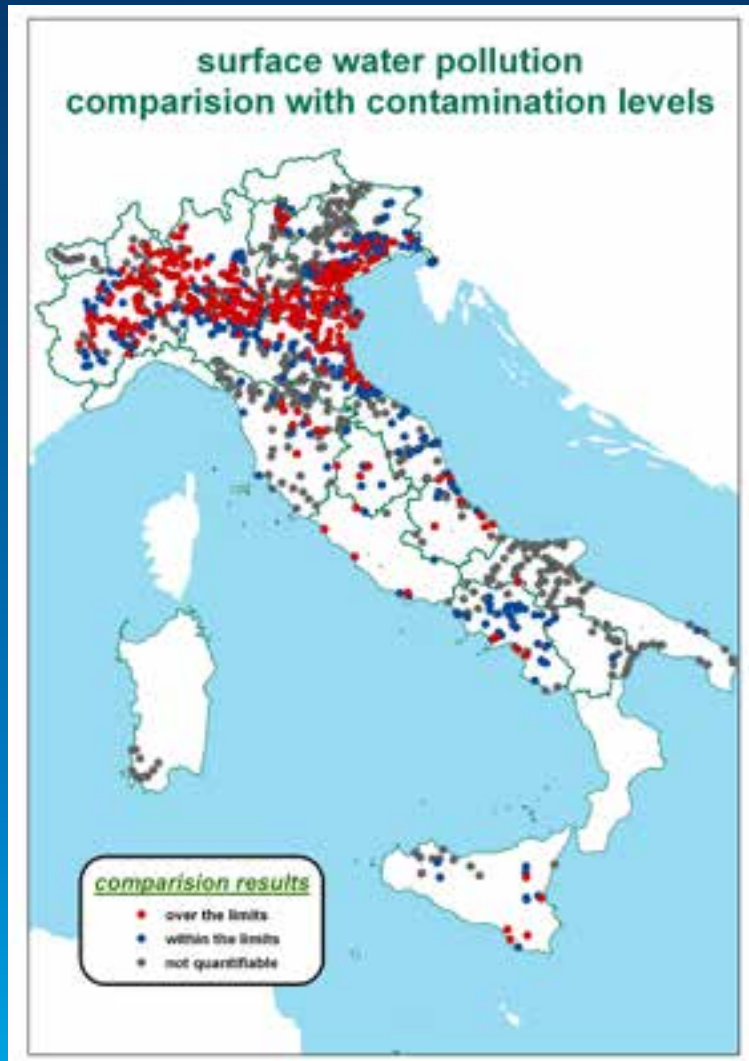 surface water pollution
comparision with contamination levels
comparision results
over the limits
within the limits
not quantifiable